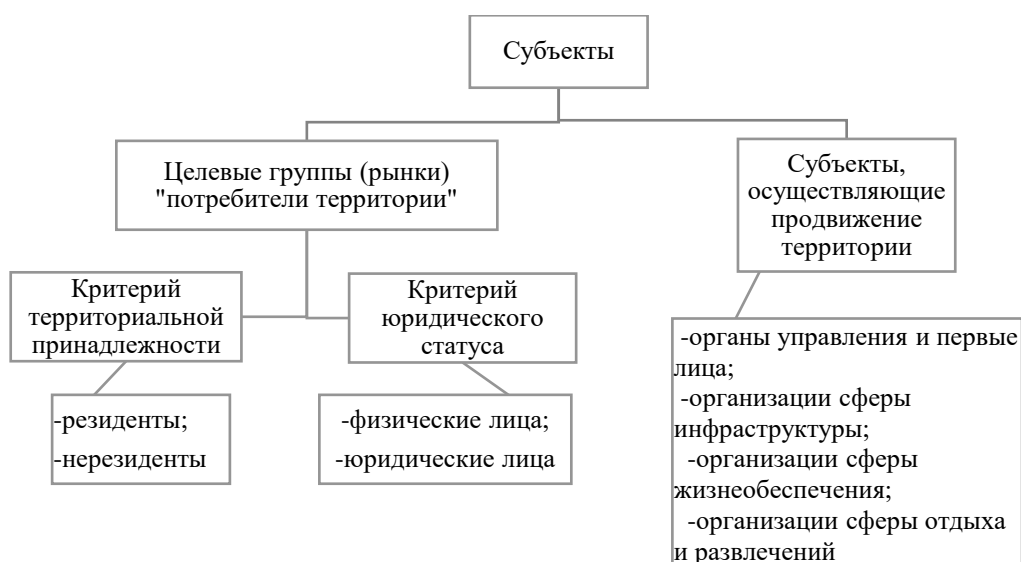 Субъекты
Целевые группы (рынки)
"потребители территории"
Субъекты,
осуществляющие
продвижение
территории
Критерий
территориальной
принадлежности
Критерий
юридического
статуса
-резиденты;
-нерезиденты
-физические лица;
-юридические лица
-органы управления и первые
лица;
-организации сферы
инфраструктуры;
-организации сферы
жизнеобеспечения;
-организации сферы отдыха
и развлечений